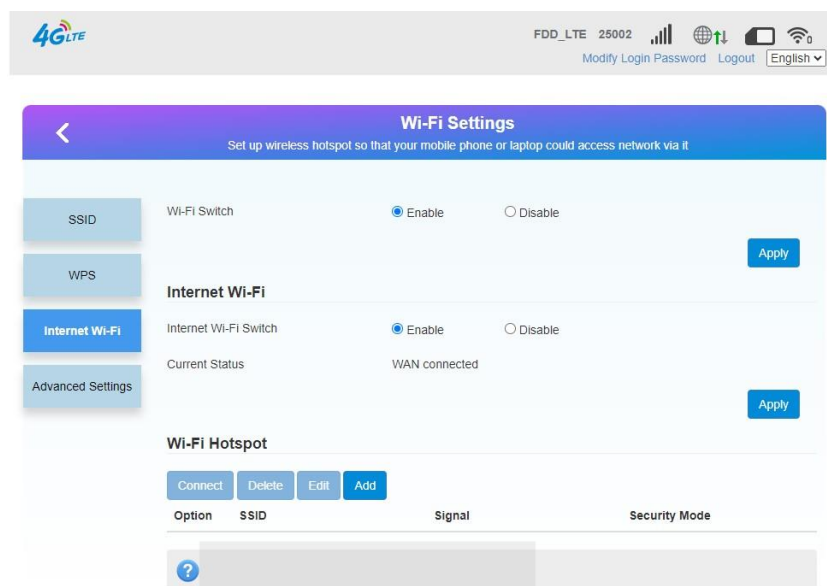 4G LTE
FDD_LTE 25002
Modify Login Password Logout English
Wi-Fi Settings
Set up wireless hotspot so that your mobile phone or laptop could access network via it
SSID
WPS
Internet Wi-Fi
Advanced Settings
Wi-Fi Switch Enable Disable
Apply
Internet Wi-Fi
Internet Wi-Fi Switch Enable Disable
Current Status WAN connected
Apply
Wi-Fi Hotspot
Connect Delete Edit Add
Option SSID Signal Security Mode
?